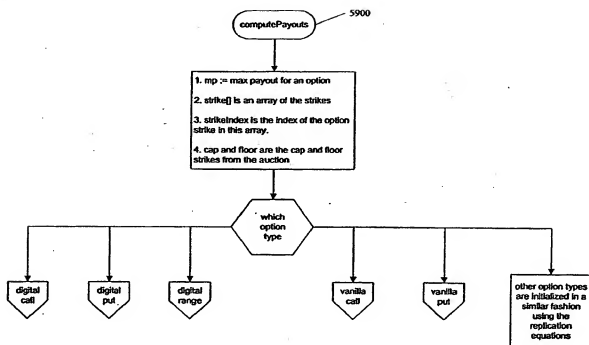 computePayouts
5900
1. mp := max payout for an option
2. strike[] is an array of the strikes
3. strikeIndex is the index of the option
strike in this array.
4. cap and floor are the cap and floor
strikes from the auction
which
option
type
digital
call
digital
put
digital
range
vanilla
call
vanilla
put
other option types
are initialized in a
similar fashion
using the
replication
equations